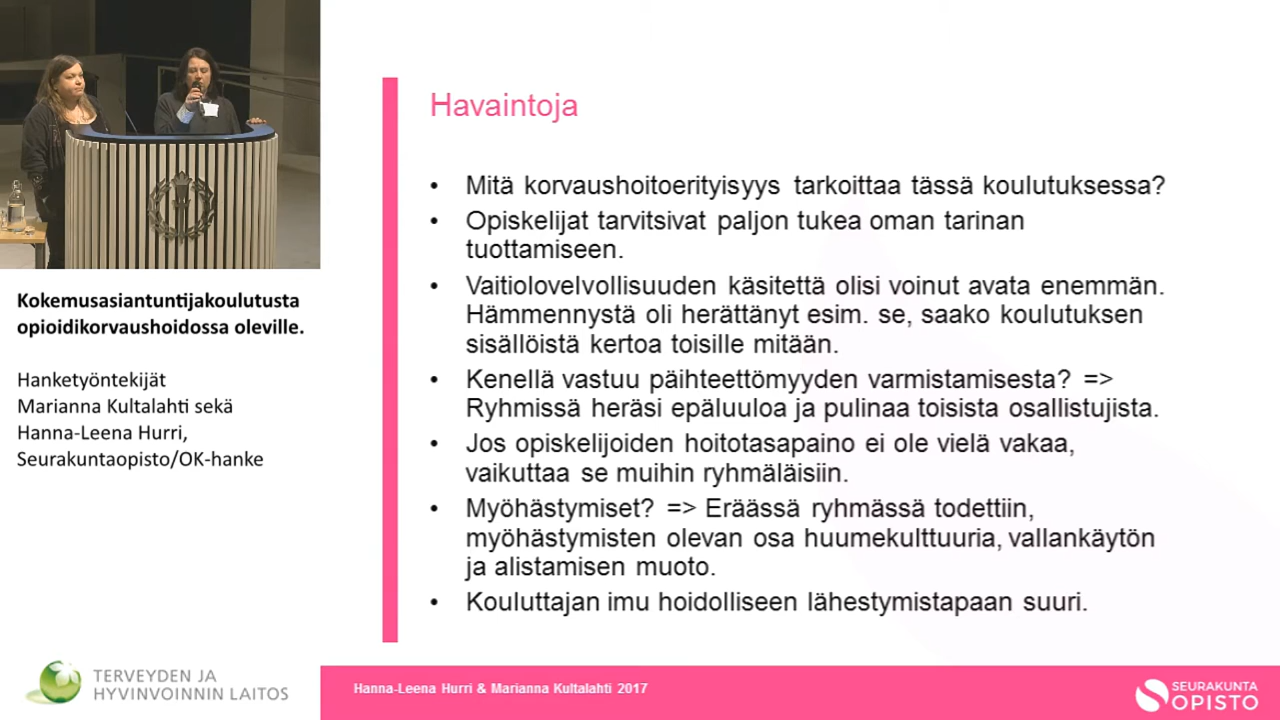 Havaintoja
• Mitä korvaushoitoerityisyys tarkoittaa tässä koulutuksessa?
• Opiskelijat tarvitsivat paljon tukea oman tarinan
tuottamiseen.
• Vaitiolovelvollisuuden käsitettä olisi voinut avata enemmän.
Hämmennystä oli herättänyt esim. se, saako koulutuksen
sisällöistä kertoa toisille mitään.
• Kenellä vastuu päihteettömyyden varmistamisesta? =>
Ryhmissä heräsi epäluuloa ja pulinaa toisista osallistujista.
• Jos opiskelijoiden hoitotasapaino ei ole vielä vakaa,
vaikuttaa se muihin ryhmäläisiin.
• Myöhästymiset? => Eräässä ryhmässä todettiin,
myöhästymisten olevan osa huumekulttuuria, vallankäytön
ja alistamisen muoto.
• Kouluttajan imu hoidolliseen lähestymistapaan suuri.
Kokemusasiantuntijakoulutusta
opioidikorvaushoidossa oleville.
Hanketyöntekijät
Marianna Kultalahti sekä
Hanna-Leena Hurri,
Seurakuntaopisto/OK-hanke
TERVEYDEN JA
HYVINVOINNIN LAITOS
Hanna-Leena Hurri & Marianna Kultalahti 2017
SEURAKUNTA
OPISTO